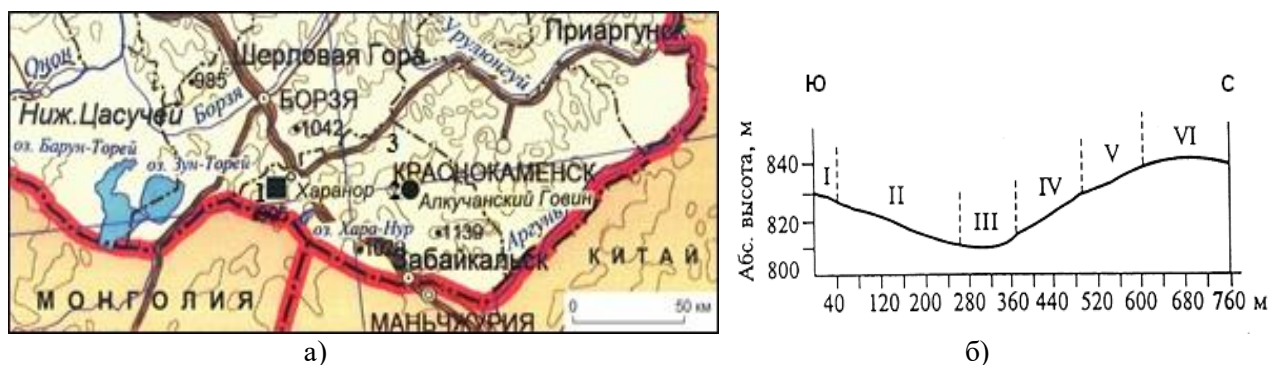 Приаргунск
Урулюнгуй
Шерловая Гора
Онон
985
Борзя
БОРЗЯ
Ниж.Цасучей
1042
3
оз. Барун-Торей
оз. Зун-Торей
КРАСНОКАМЕНСК
1
Харанор
2
Алкучанский Говин
Аргунь
оз. Хара-Нур
1139
Забайкальск
КИТАЙ
МОНГОЛИЯ
0 50 км
МАНЬЧЖУРИЯ
а)
Ю С
Абс. высота, м
840
820
800
I II III IV V VI
40 120 200 280 360 440 520 600 680 760 м
б)